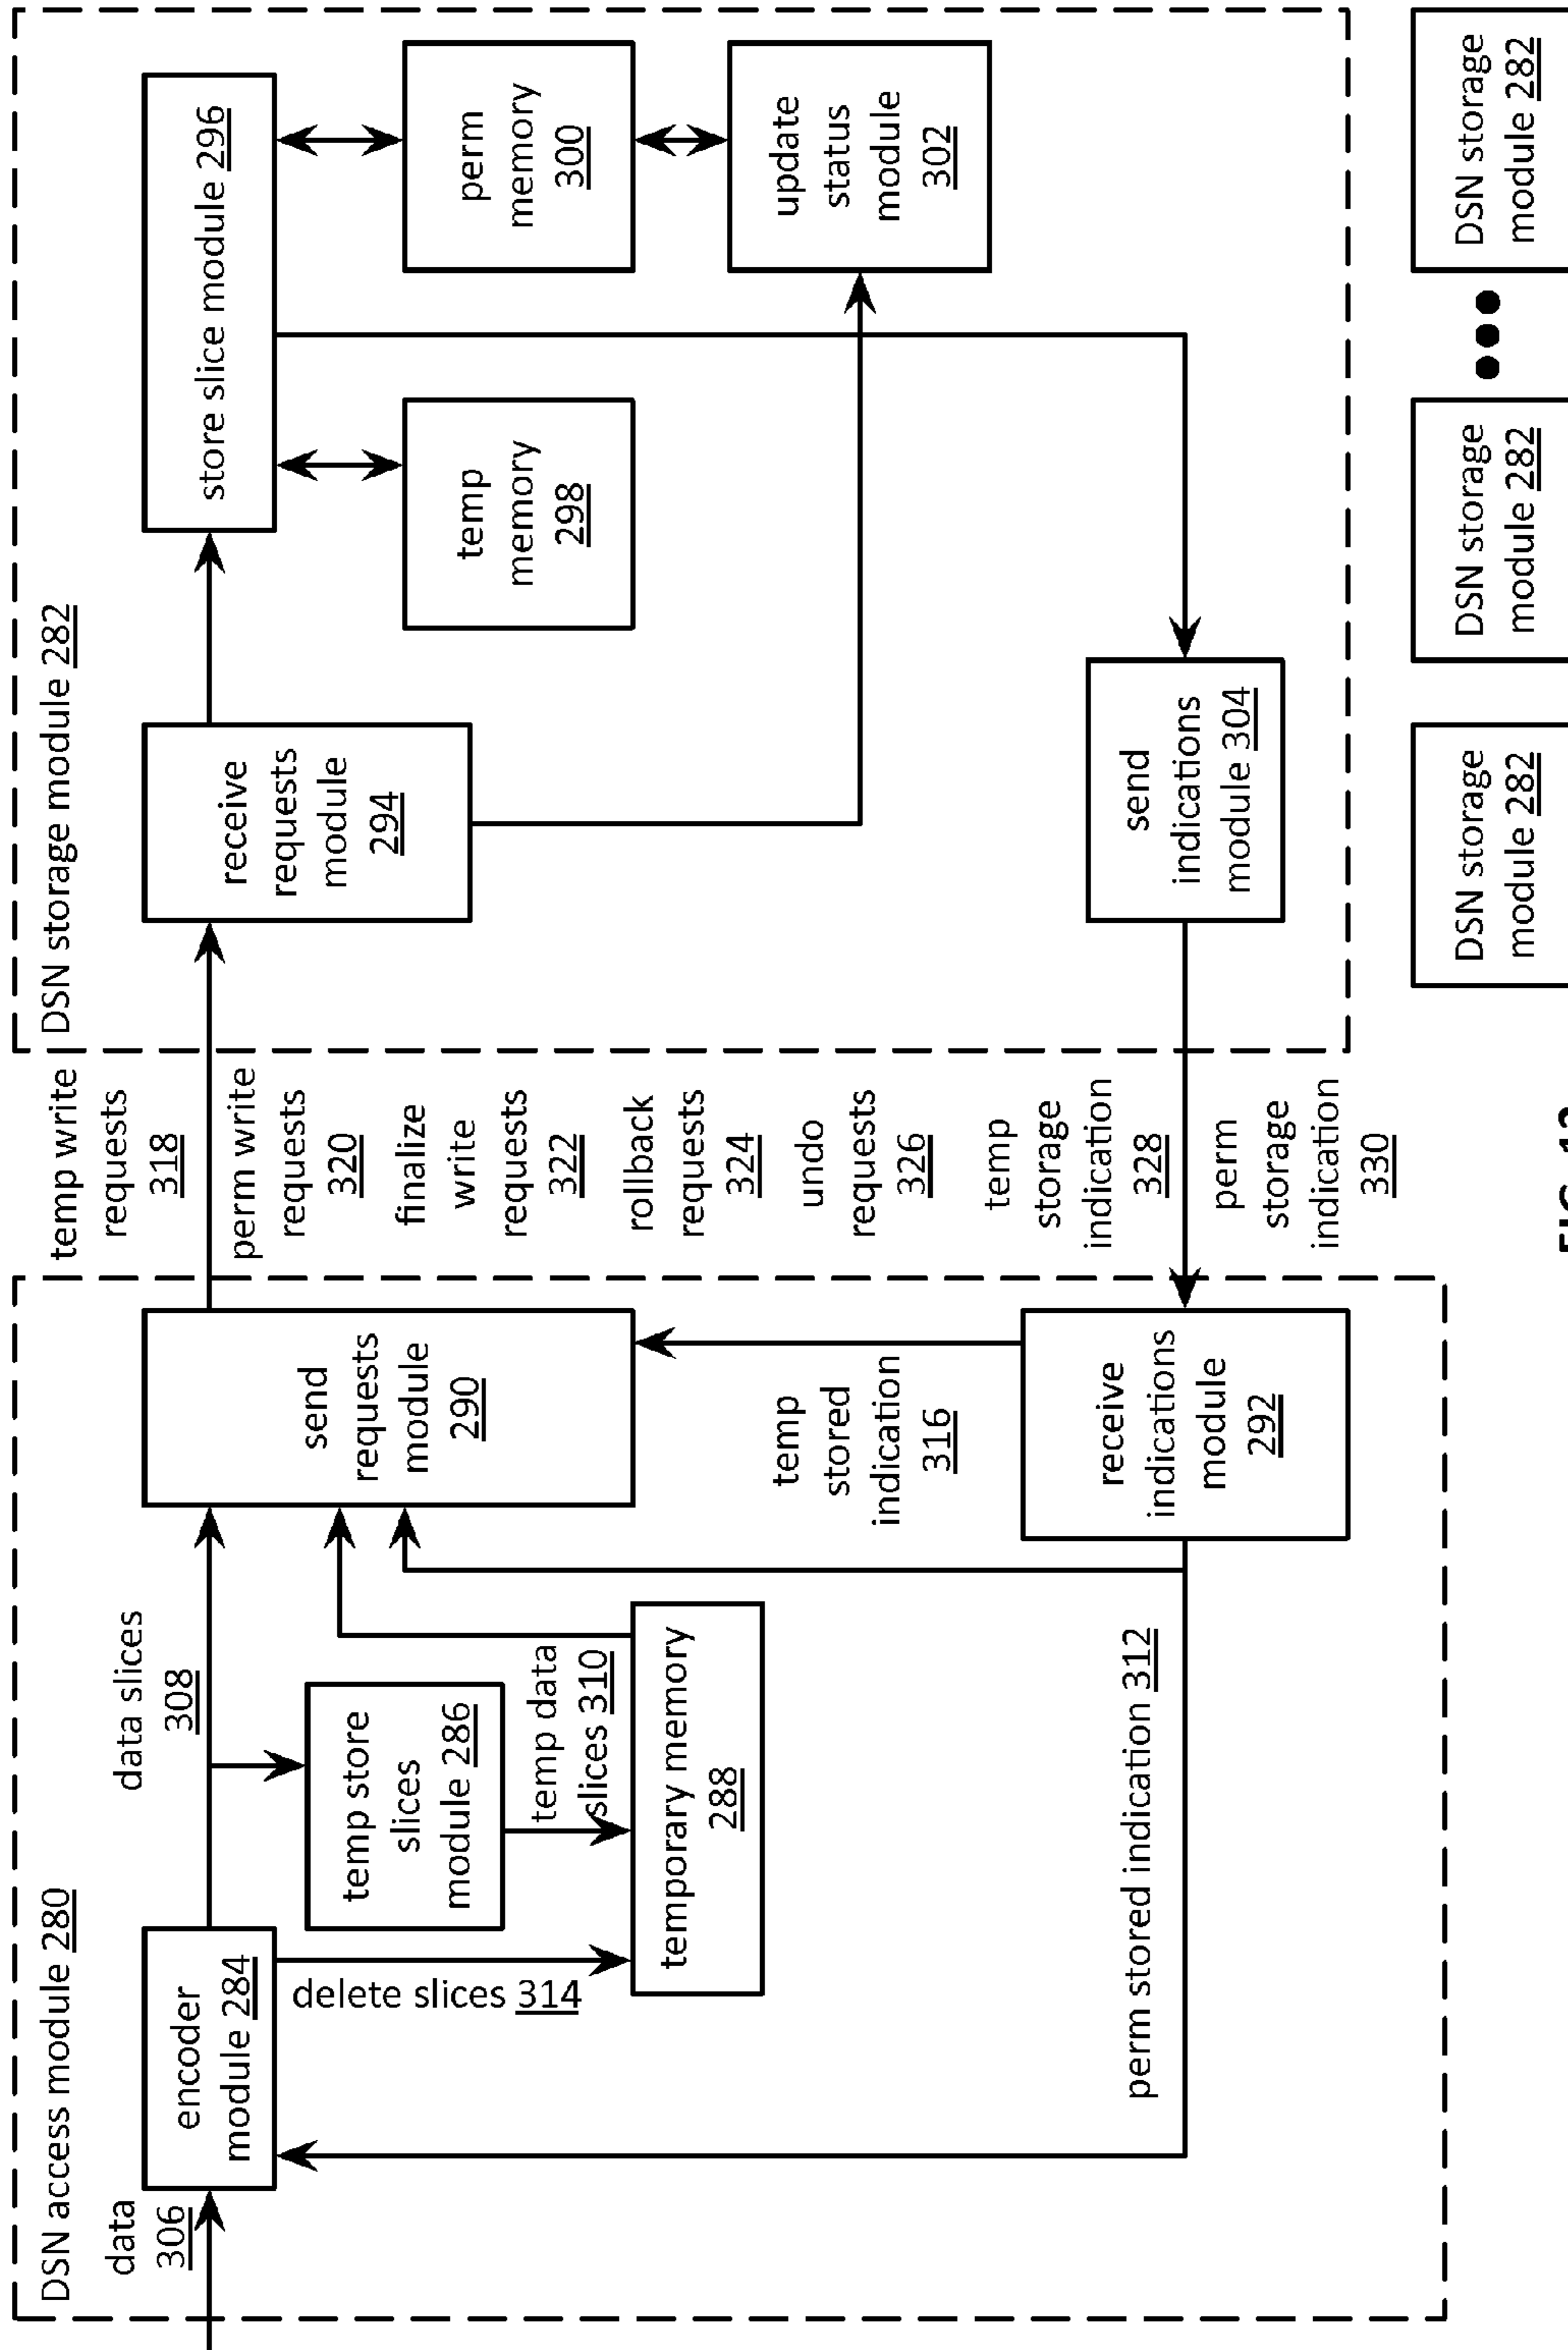 DSN access module 280
data
306
encoder
module 284
data slices
308
delete slices 314
temp store
slices
module 286
temp data
slices 310
temporary memory
288
send
requests
module
290
temp
stored
indication
316
receive
indications
module
292
perm stored indication 312
temp write
requests
318
perm write
requests
320
finalize
write
requests
322
rollback
requests
324
undo
requests
326
temp
storage
indication
328
perm
storage
indication
330
DSN storage module 282
receive
requests
module
294
store slice module 296
temp
memory
298
perm
memory
300
update
status
module
302
send
indications
module 304
DSN storage
module 282
DSN storage
module 282
DSN storage
module 282